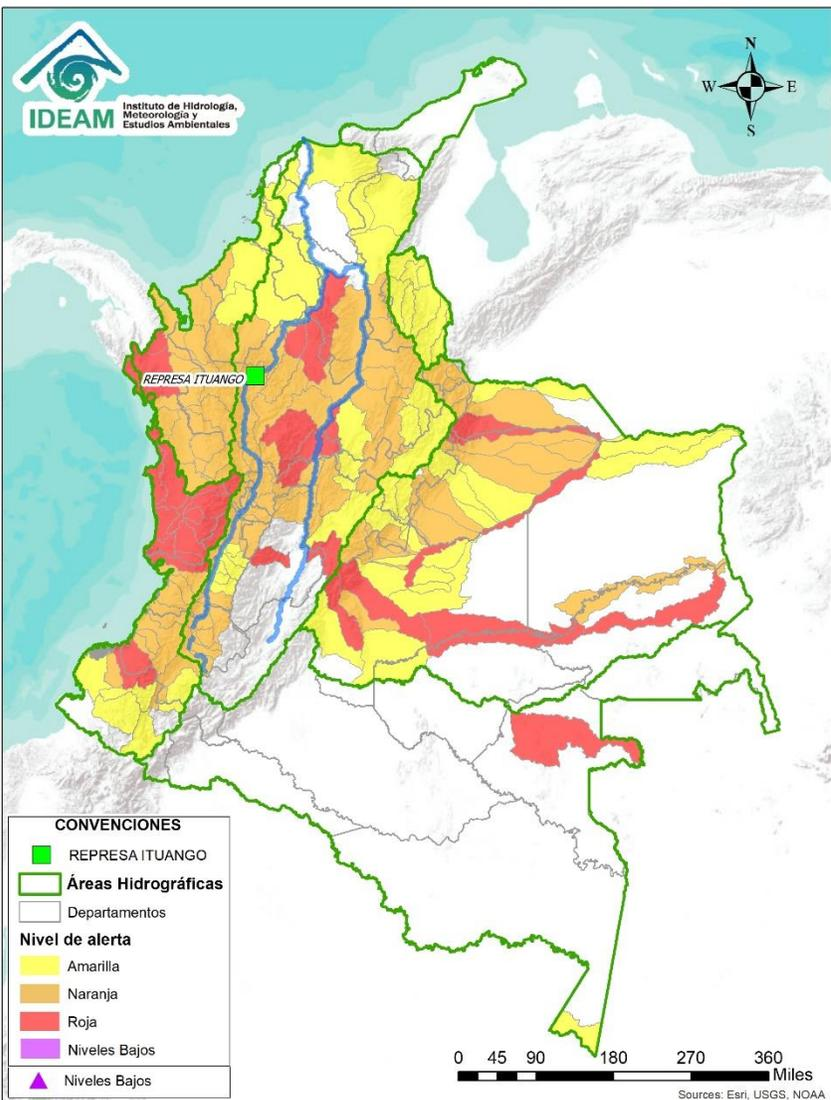 IDEAM
Instituto de Hidrología,
Meteorología y
Estudios Ambientales
N
W E
S
REPRESA ITUANGO
CONVENCIONES
REPRESA ITUANGO
Áreas Hidrográficas
Departamentos
Nivel de alerta
Amarilla
Naranja
Roja
Niveles Bajos
Niveles Bajos
0 45 90 180 270 360
Miles
Sources: Esri, USGS, NOAA